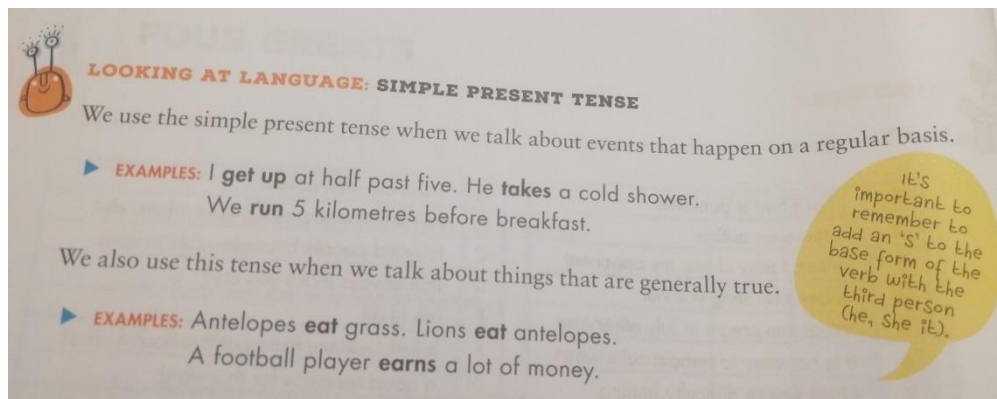 LOOKING AT LANGUAGE: SIMPLE PRESENT TENSE
We use the simple present tense when we talk about events that happen on a regular basis.
EXAMPLES: I get up at half past five. He takes a cold shower.
We run 5 kilometres before breakfast.
We also use this tense when we talk about things that are generally true.
EXAMPLES: Antelopes eat grass. Lions eat antelopes.
A football player earns a lot of money.
It's
important to
remember to
add an 's' to the
base form of the
verb with the
third person
(he, she it).